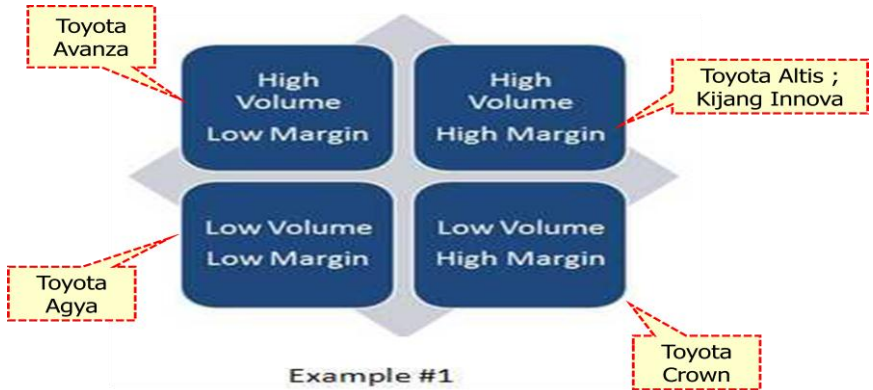 Toyota
Avanza
High
Volume
Low Margin
High
Volume
High Margin
Toyota Altis ;
Kijang Innova
Low Volume
Low Margin
Low Volume
High Margin
Toyota
Agya
Toyota
Crown
Example #1